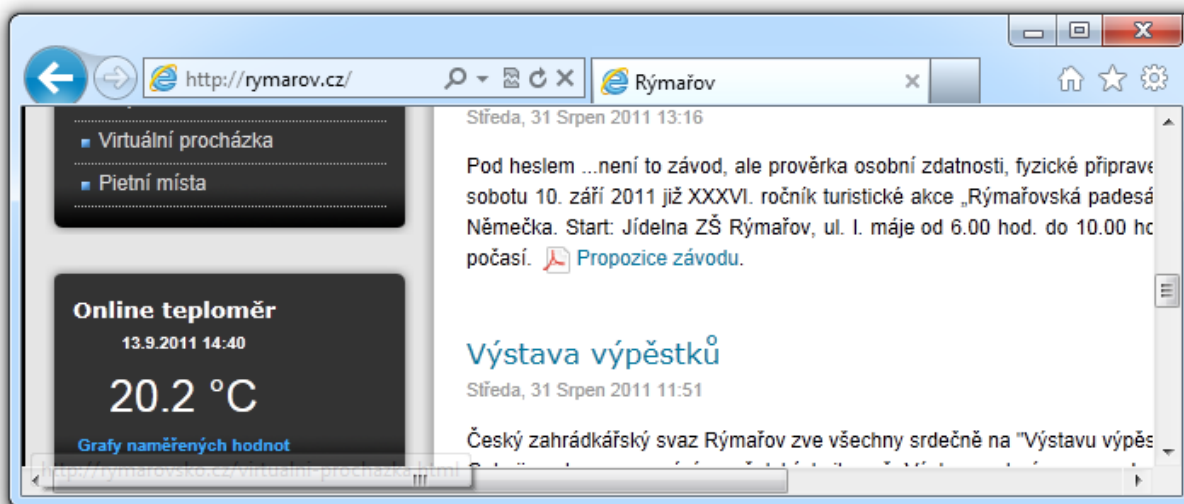 http://rymarov.cz/
Rýmařov
Virtuální procházka
Pietní místa
Online teploměr
13.9.2011 14:40
20.2 °C
Grafy naměřených hodnot
http://rymarovsko.cz/virtualni-prochazka.html
Středa, 31 Srpen 2011 13:16
Pod heslem ...není to závod, ale prověrka osobní zdatnosti, fyzické připrave
sobotu 10. září 2011 již XXXVI. ročník turistické akce „Rýmařovská padesá
Němečka. Start: Jídelna ZŠ Rýmařov, ul. I. máje od 6.00 hod. do 10.00 ho
počasí. Propozice závodu.
Výstava výpěstků
Středa, 31 Srpen 2011 11:51
Český zahrádkářský svaz Rýmařov zve všechny srdečně na "Výstavu výpěs